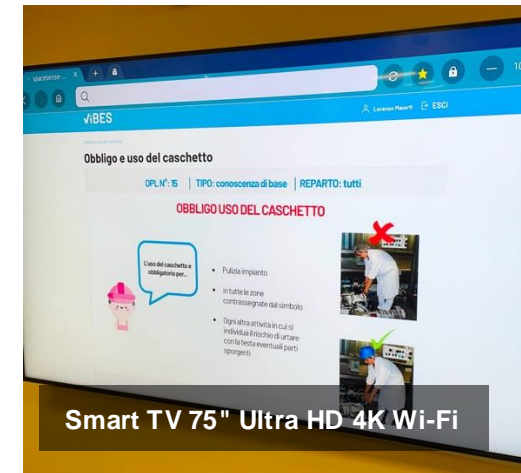 spacesense-...
10
ViBES
Lorenzo Maierti
ESCI
Obbligo e uso del caschetto
OPL N°: 15 | TIPO: conoscenza di base | REPARTO: tutti
OBBLIGO USO DEL CASCHETTO
L'uso del caschetto è
obbligatorio per...
• Pulizia impianto
• In tutte le zone
contrassegnate dal simbolo
• Ogni altra attività in cui si
individua il rischio di urtare
con la testa eventuali parti
sporgenti
Smart TV 75" Ultra HD 4K Wi-Fi